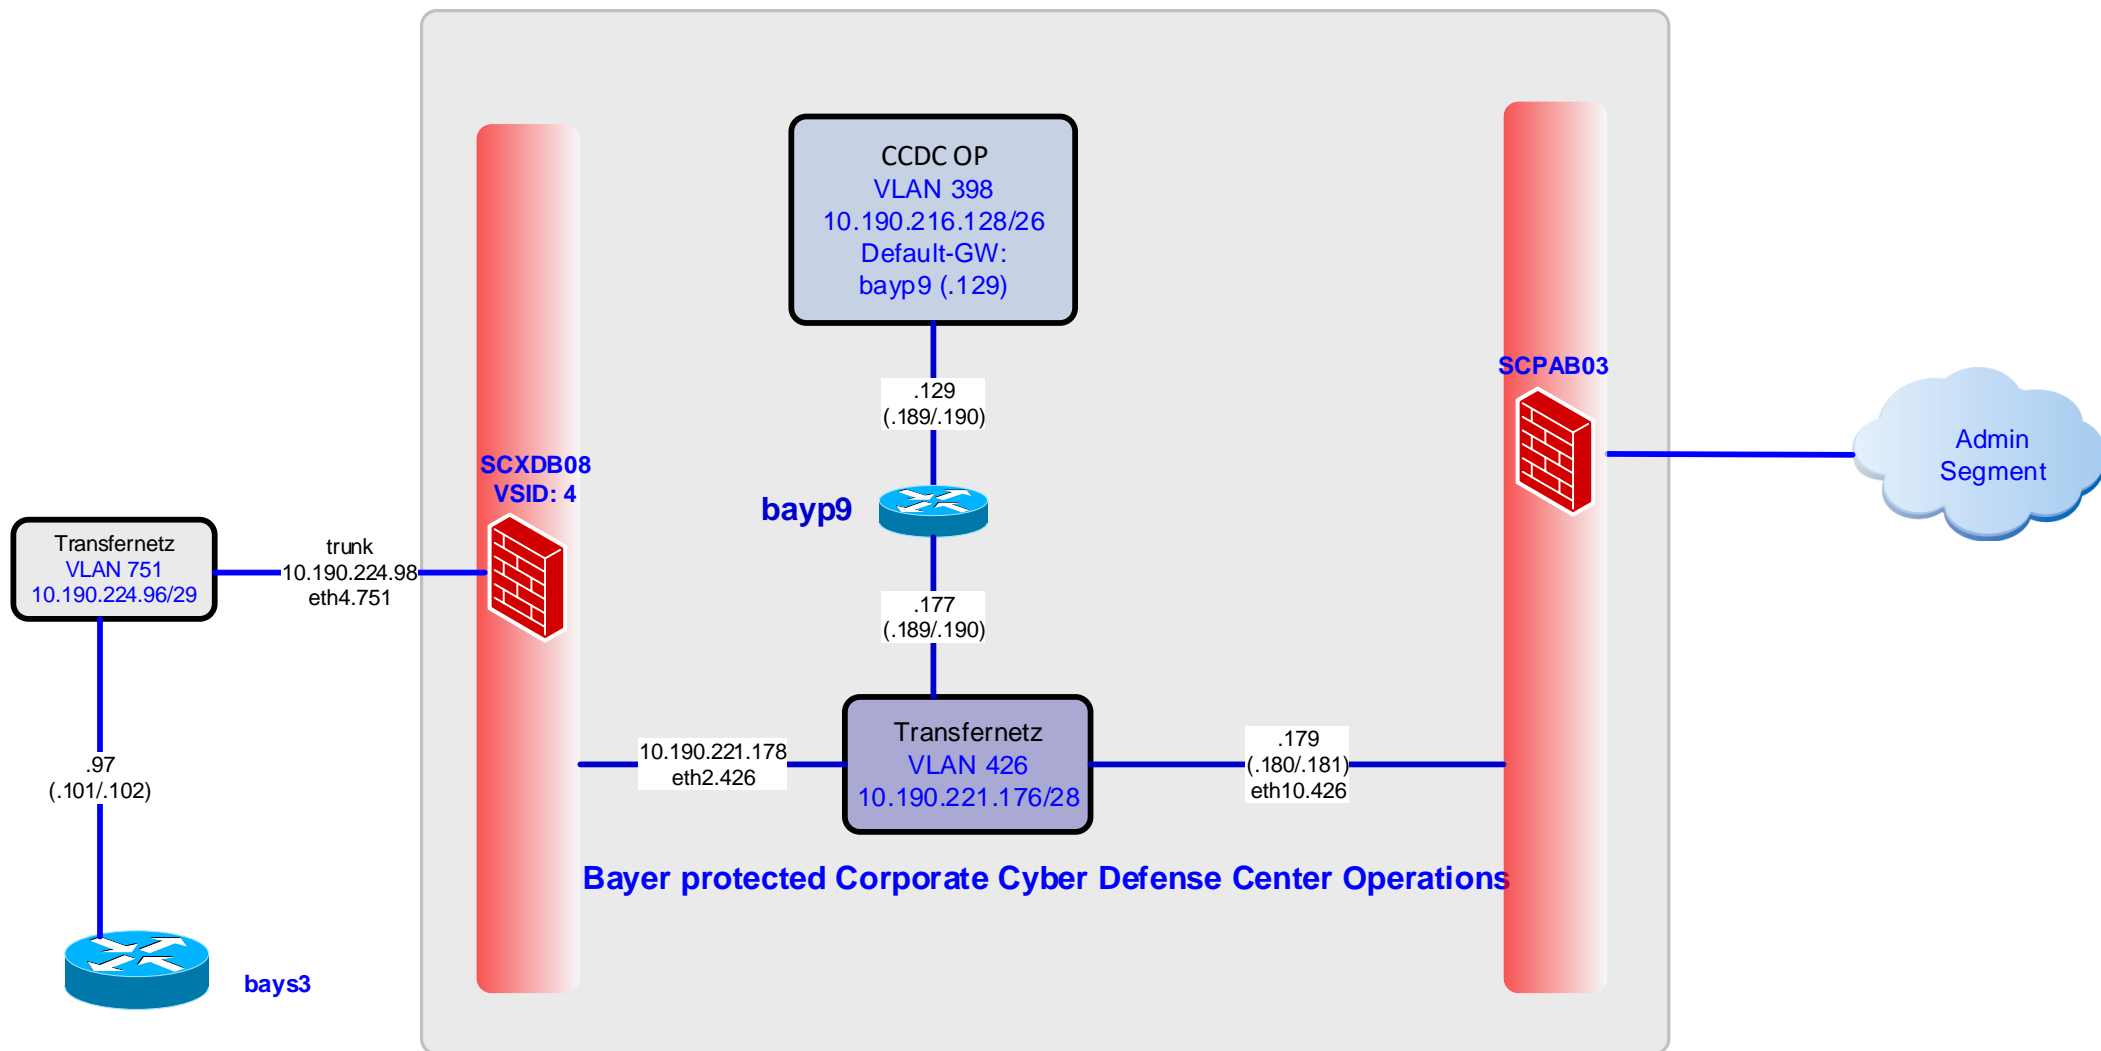 CCDC OP
VLAN 398
10.190.216.128/26
Default-GW:
bayp9 (.129)
.129
(.189/.190)
SCPAB03
Admin
Segment
SCXDB08
VSID: 4
bayp9
Transfernetz
VLAN 751
10.190.224.96/29
trunk
10.190.224.98
eth4.751
.177
(.189/.190)
10.190.221.178
eth2.426
Transfernetz
VLAN 426
10.190.221.176/28
.179
(.180/.181)
eth10.426
.97
(.101/.102)
Bayer protected Corporate Cyber Defense Center Operations
bays3